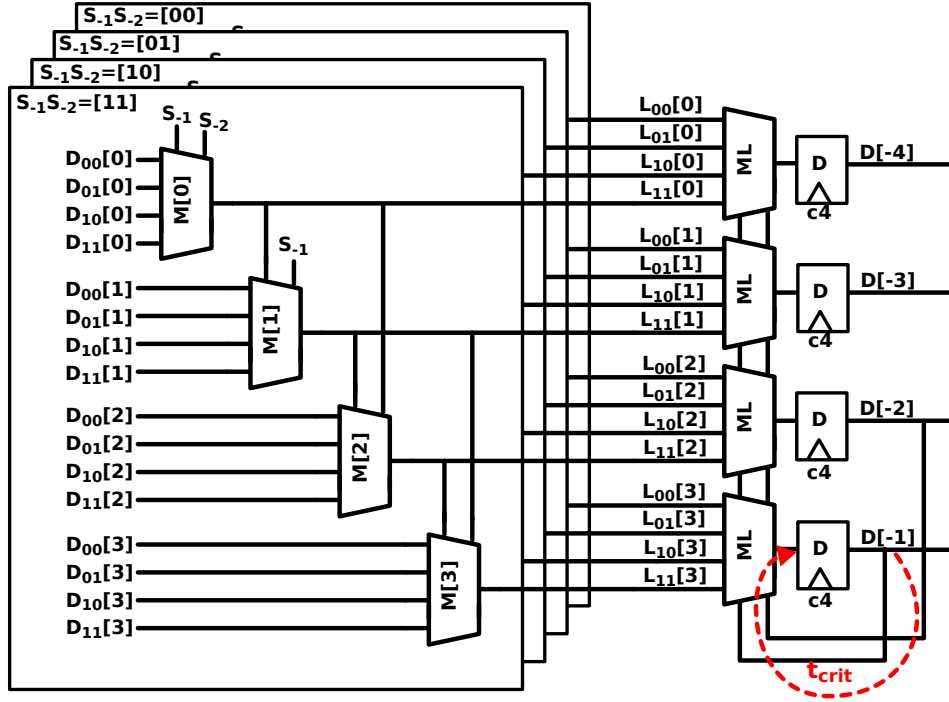 S-1S-2=[00]
S-1S-2=[01]
S-1S-2=[10]
S-1S-2=[11]
S-1
S-2
D00[0]
D01[0]
D10[0]
D11[0]
M[0]
S-1
D00[1]
D01[1]
D10[1]
D11[1]
M[1]
D00[2]
D01[2]
D10[2]
D11[2]
M[2]
D00[3]
D01[3]
D10[3]
D11[3]
M[3]
L00[0]
L01[0]
L10[0]
L11[0]
ML
D
c4
D[-4]
L00[1]
L01[1]
L10[1]
L11[1]
ML
D
c4
D[-3]
L00[2]
L01[2]
L10[2]
L11[2]
ML
D
c4
D[-2]
L00[3]
L01[3]
L10[3]
L11[3]
ML
D
c4
D[-1]
tcrit